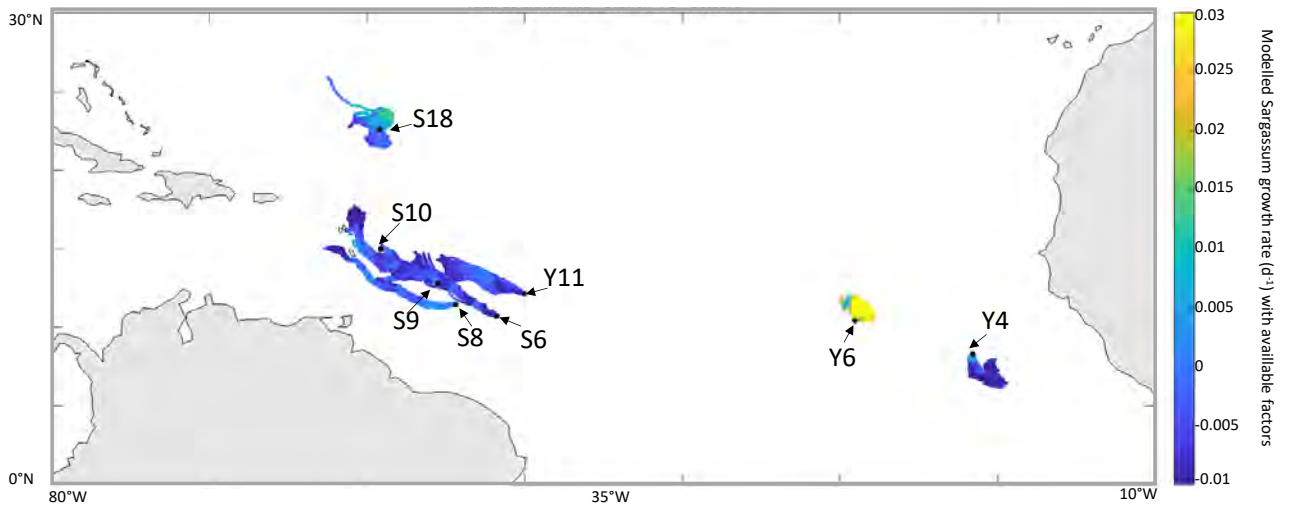 30°N
0°N
80°W
35°W
10°W
S18
S10
Y11
S9
S8
S6
Y6
Y4
0.03
0.025
0.02
0.015
0.01
0.005
0
-0.005
-0.01
Modelled Sargassum growth rate (d⁻¹) with availlable factors